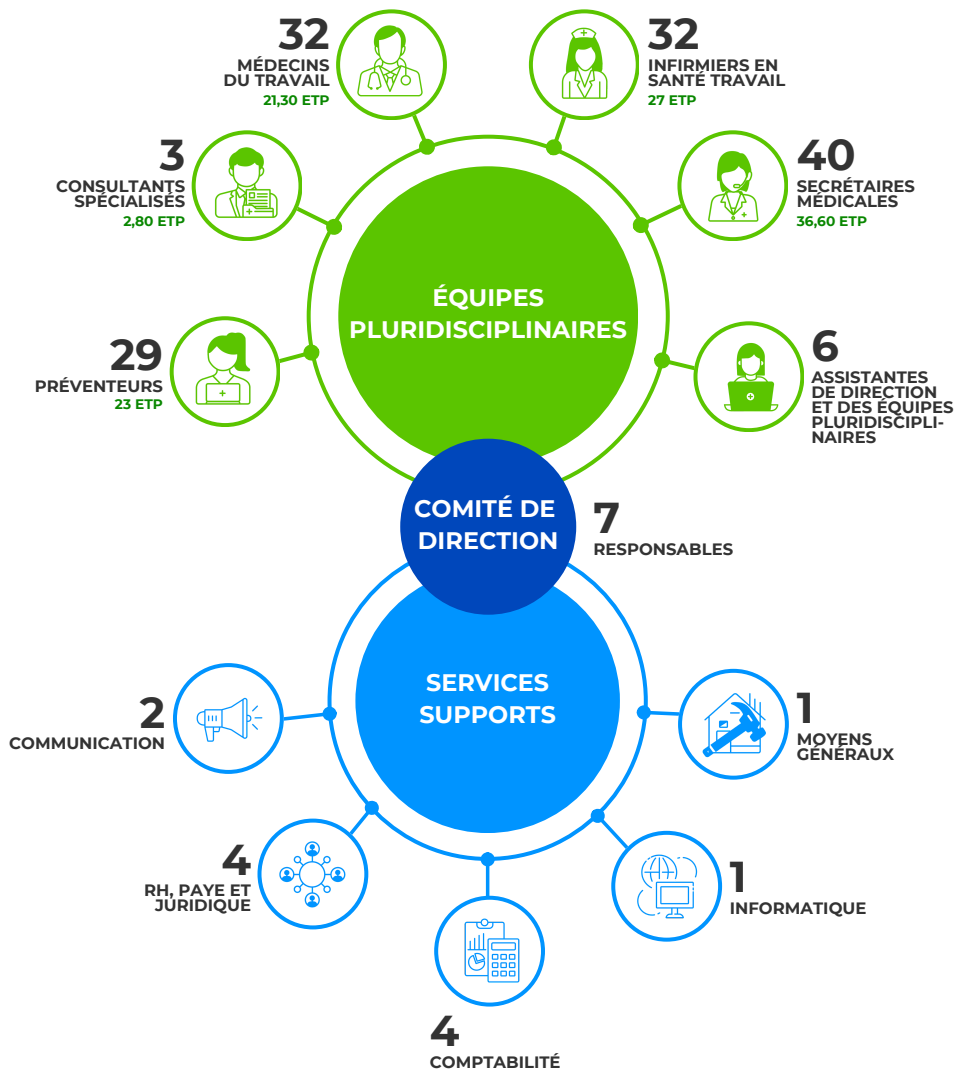 32
MÉDECINS
DU TRAVAIL
21,30 ETP
32
INFIRMIERS EN
SANTÉ TRAVAIL
27 ETP
3
CONSULTANTS
SPÉCIALISÉS
2,80 ETP
40
SECRÉTAIRES
MÉDICALES
36,60 ETP
ÉQUIPES
PLURIDISCIPLINAIRES
29
PRÉVENTEURS
23 ETP
6
ASSISTANTES
DE DIRECTION
ET DES ÉQUIPES
PLURIDISCIPLI-
NAIRES
COMITÉ DE
DIRECTION
7
RESPONSABLES
SERVICES
SUPPORTS
2
COMMUNICATION
1
MOYENS
GÉNÉRAUX
4
RH, PAYE ET
JURIDIQUE
1
INFORMATIQUE
4
COMPTABILITÉ